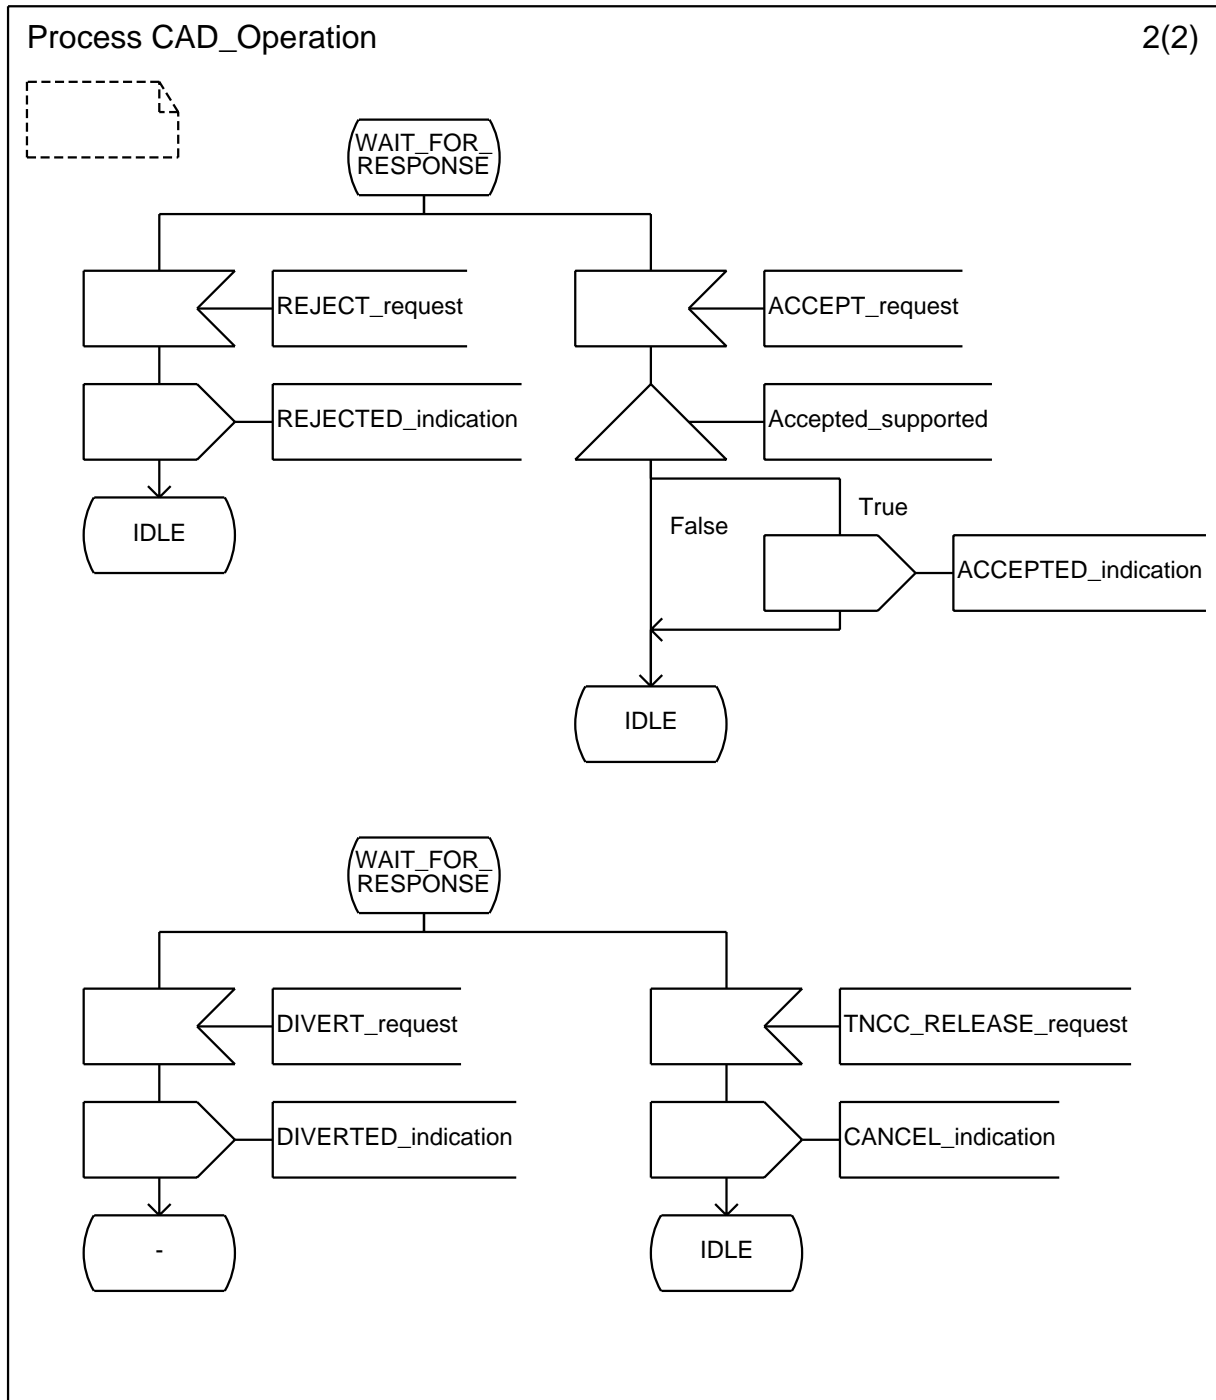 Process CAD_Operation
2(2)
WAIT_FOR_
RESPONSE
REJECT_request
ACCEPT_request
REJECTED_indication
Accepted_supported
IDLE
False
True
ACCEPTED_indication
IDLE
WAIT_FOR_
RESPONSE
DIVERT_request
TNCC_RELEASE_request
DIVERTED_indication
CANCEL_indication
-
IDLE